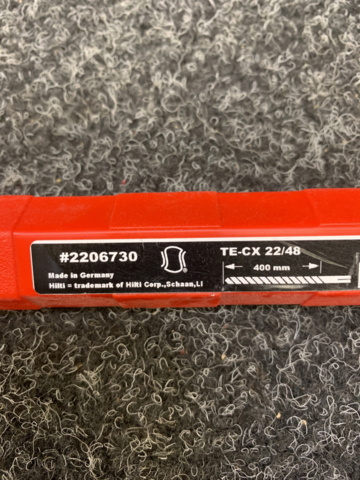 #2206730
Made in Germany
Hilti = trademark of Hilti Corp.,Schaan,LI
TE-CX 22/48
400 mm